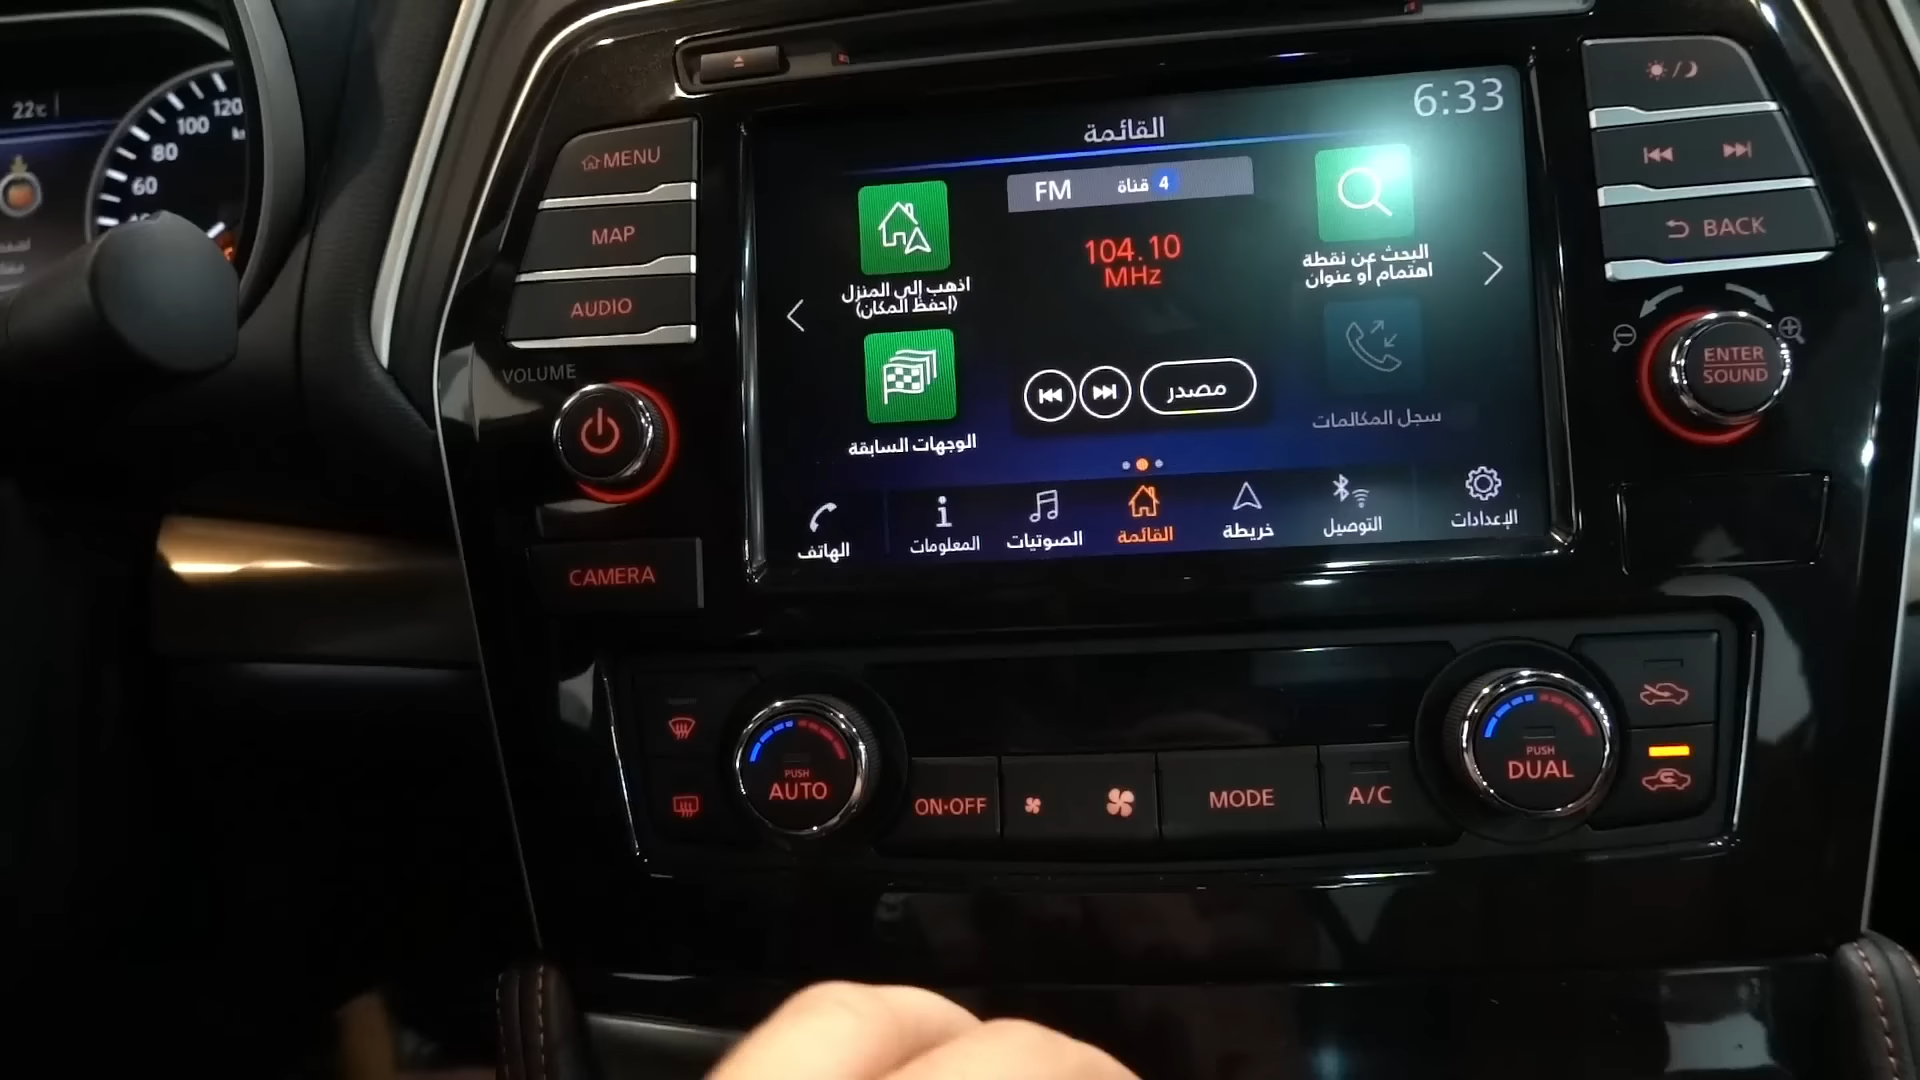 22°C
120
100
80
60
MENU
MAP
AUDIO
VOLUME
CAMERA
6:33
القائمة
FM
4 قناة
104.10
MHz
اذهب إلى المنزل
(إحفظ المكان)
البحث عن نقطة
اهتمام أو عنوان
الوجهات السابقة
مصدر
سجل المكالمات
الهاتف
المعلومات
الصوتيات
القائمة
خريطة
التوصيل
الإعدادات
BACK
ENTER
SOUND
PUSH
AUTO
ON·OFF
MODE
A/C
PUSH
DUAL